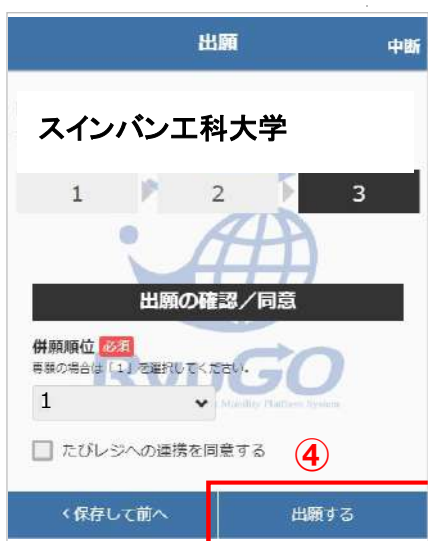 出願
中断
スインバン工科大学
1
2
3
出願の確認／同意
併願順位 必須
専願の場合は「1」を選択してください。
1
たびレジへの連携を同意する
④
<保存して前へ
出願する